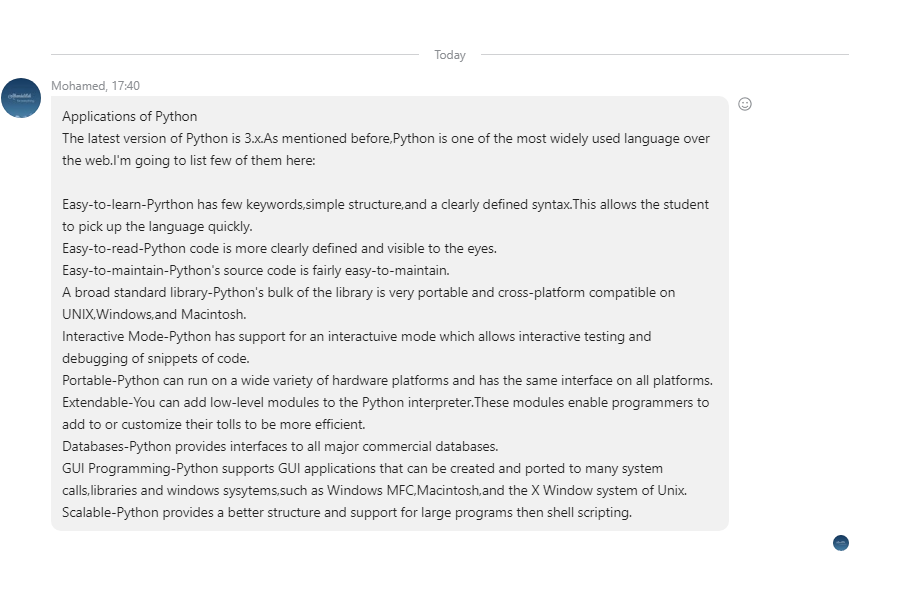 Today
Mohamed, 17:40
Applications of Python
The latest version of Python is 3.x.As mentioned before,Python is one of the most widely used language over
the web.I'm going to list few of them here:
Easy-to-learn-Pyrthon has few keywords,simple structure,and a clearly defined syntax.This allows the student
to pick up the language quickly.
Easy-to-read-Python code is more clearly defined and visible to the eyes.
Easy-to-maintain-Python's source code is fairly easy-to-maintain.
A broad standard library-Python's bulk of the library is very portable and cross-platform compatible on
UNIX,Windows,and Macintosh.
Interactive Mode-Python has support for an interactuive mode which allows interactive testing and
debugging of snippets of code.
Portable-Python can run on a wide variety of hardware platforms and has the same interface on all platforms.
Extendable-You can add low-level modules to the Python interpreter.These modules enable programmers to
add to or customize their tolls to be more efficient.
Databases-Python provides interfaces to all major commercial databases.
GUI Programming-Python supports GUI applications that can be created and ported to many system
calls,libraries and windows sysytems,such as Windows MFC,Macintosh,and the X Window system of Unix.
Scalable-Python provides a better structure and support for large programs then shell scripting.